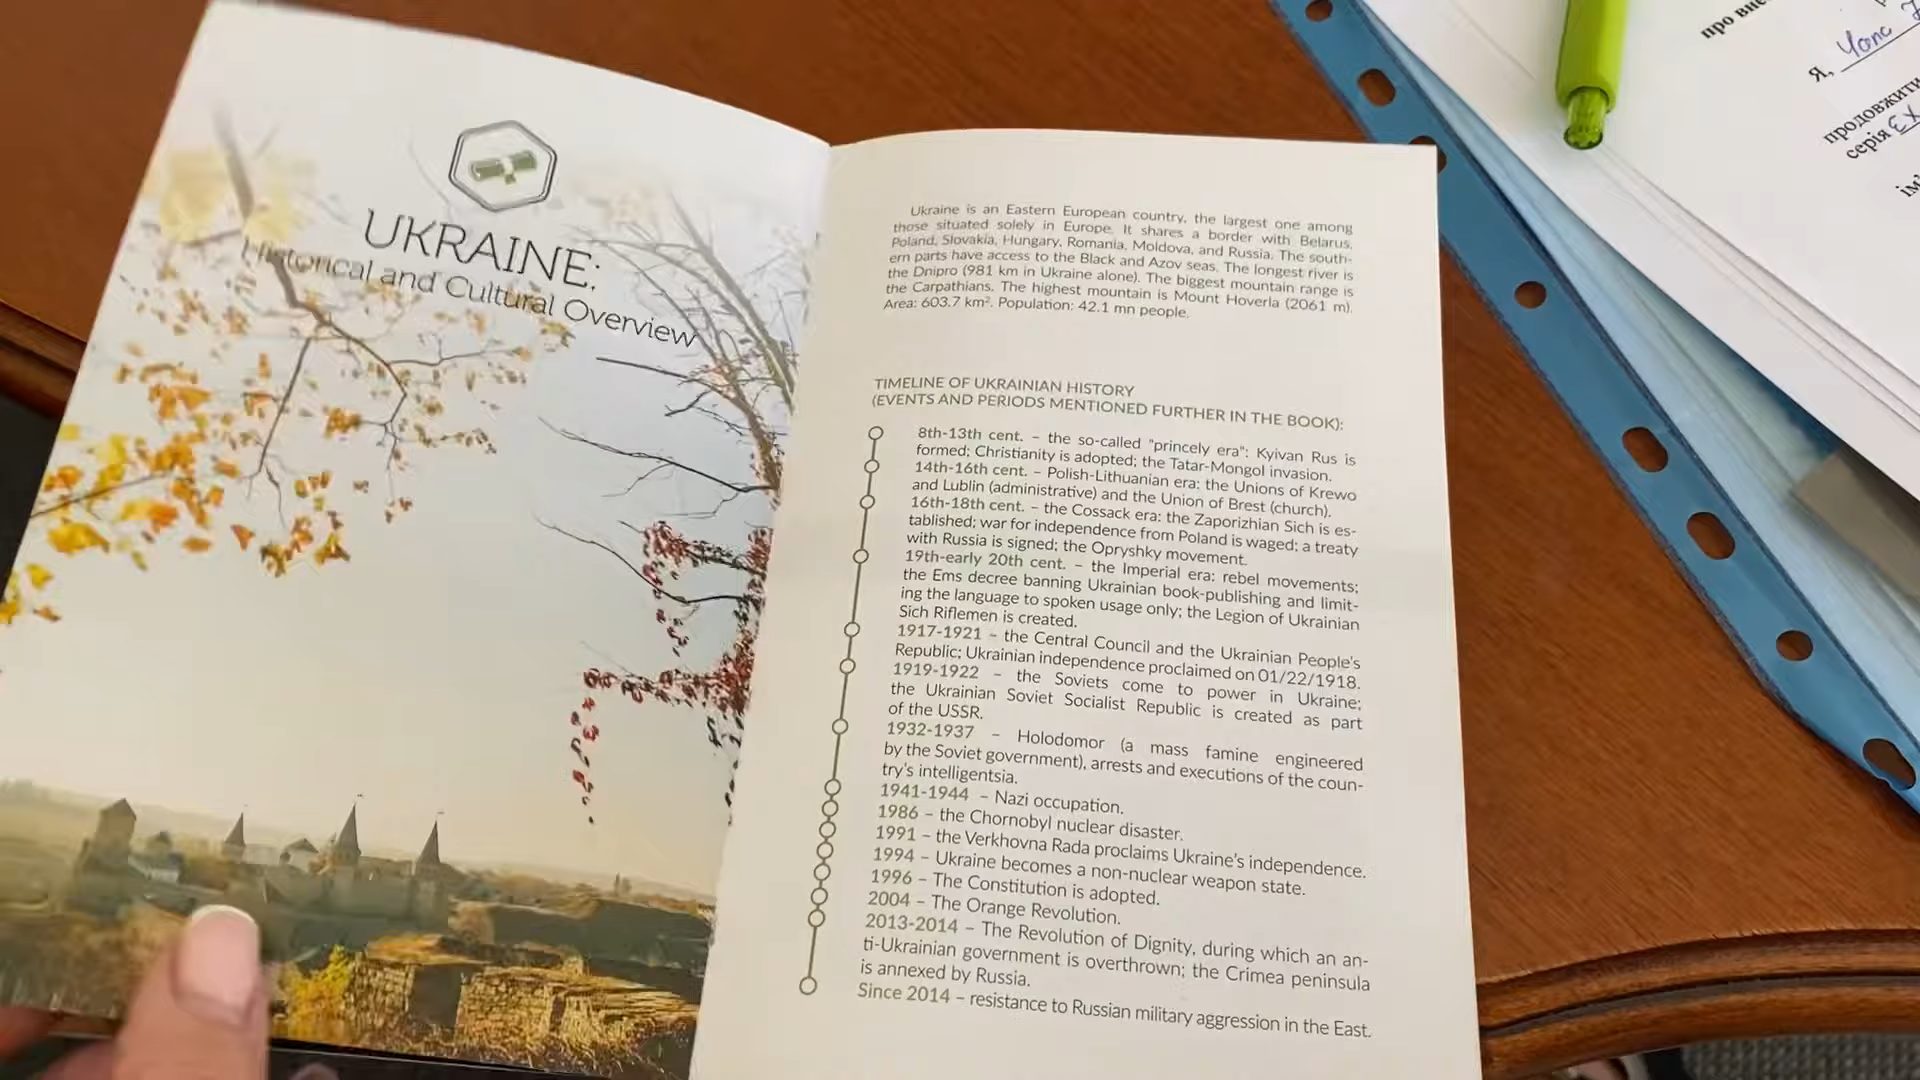 UKRAINE:
Historical and Cultural Overview
Ukraine is an Eastern European country, the largest one among
those situated solely in Europe. It shares a border with Belarus,
Poland, Slovakia, Hungary, Romania, Moldova, and Russia. The south-
ern parts have access to the Black and Azov seas. The longest river is
the Dnipro (981 km in Ukraine alone). The biggest mountain range is
the Carpathians. The highest mountain is Mount Hoverla (2061 m).
Area: 603.7 km². Population: 42.1 mn people.
TIMELINE OF UKRAINIAN HISTORY
(EVENTS AND PERIODS MENTIONED FURTHER IN THE BOOK):
8th-13th cent. – the so-called "princely era": Kyivan Rus is
formed; Christianity is adopted; the Tatar-Mongol invasion.
14th-16th cent. – Polish-Lithuanian era: the Unions of Krewo
and Lublin (administrative) and the Union of Brest (church).
16th-18th cent. – the Cossack era: the Zaporizhian Sich is es-
tablished; war for independence from Poland is waged; a treaty
with Russia is signed; the Opryshky movement.
19th-early 20th cent. – the Imperial era: rebel movements;
the Ems decree banning Ukrainian book-publishing and limit-
ing the language to spoken usage only; the Legion of Ukrainian
Sich Riflemen is created.
1917-1921 – the Central Council and the Ukrainian People's
Republic; Ukrainian independence proclaimed on 01/22/1918.
1919-1922 – the Soviets come to power in Ukraine;
the Ukrainian Soviet Socialist Republic is created as part
of the USSR.
1932-1937 – Holodomor (a mass famine engineered
by the Soviet government), arrests and executions of the coun-
try's intelligentsia.
1941-1944 – Nazi occupation.
1986 – the Chornobyl nuclear disaster.
1991 – the Verkhovna Rada proclaims Ukraine's independence.
1994 – Ukraine becomes a non-nuclear weapon state.
1996 – The Constitution is adopted.
2004 – The Orange Revolution.
2013-2014 – The Revolution of Dignity, during which an an-
ti-Ukrainian government is overthrown; the Crimea peninsula
is annexed by Russia.
Since 2014 – resistance to Russian military aggression in the East.
про
Я,
продовжити
серія ЄХ